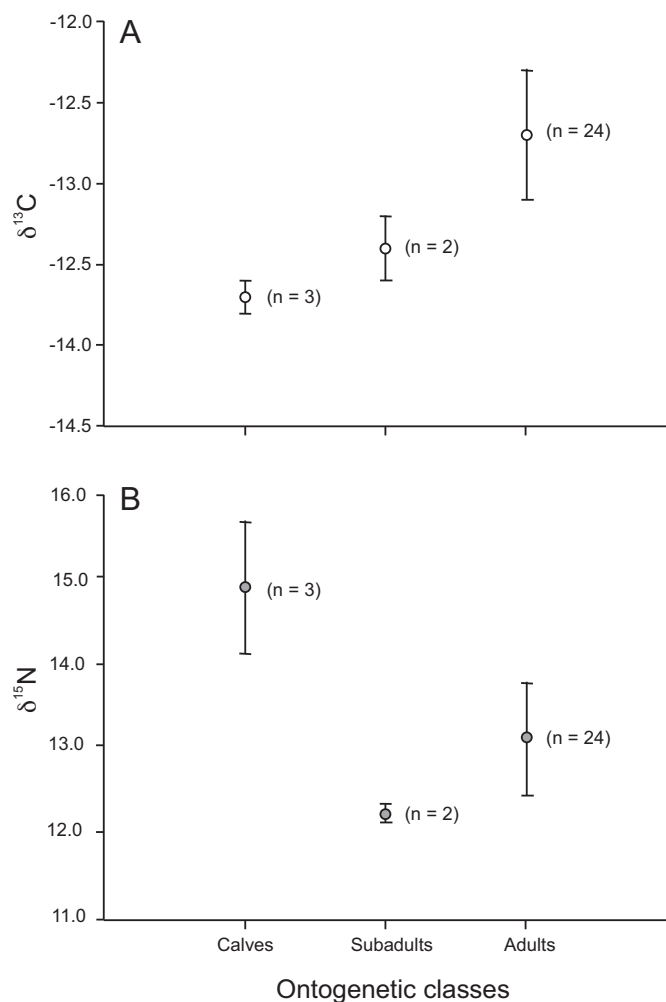 A
-12.0
-12.5
-13.0
-12.5
-14.0
-14.5
δ¹³C
(n = 3)
(n = 2)
(n = 24)
B
16.0
15.0
14.0
13.0
12.0
11.0
δ¹⁵N
(n = 3)
(n = 2)
(n = 24)
Calves Subadults Adults
Ontogenetic classes